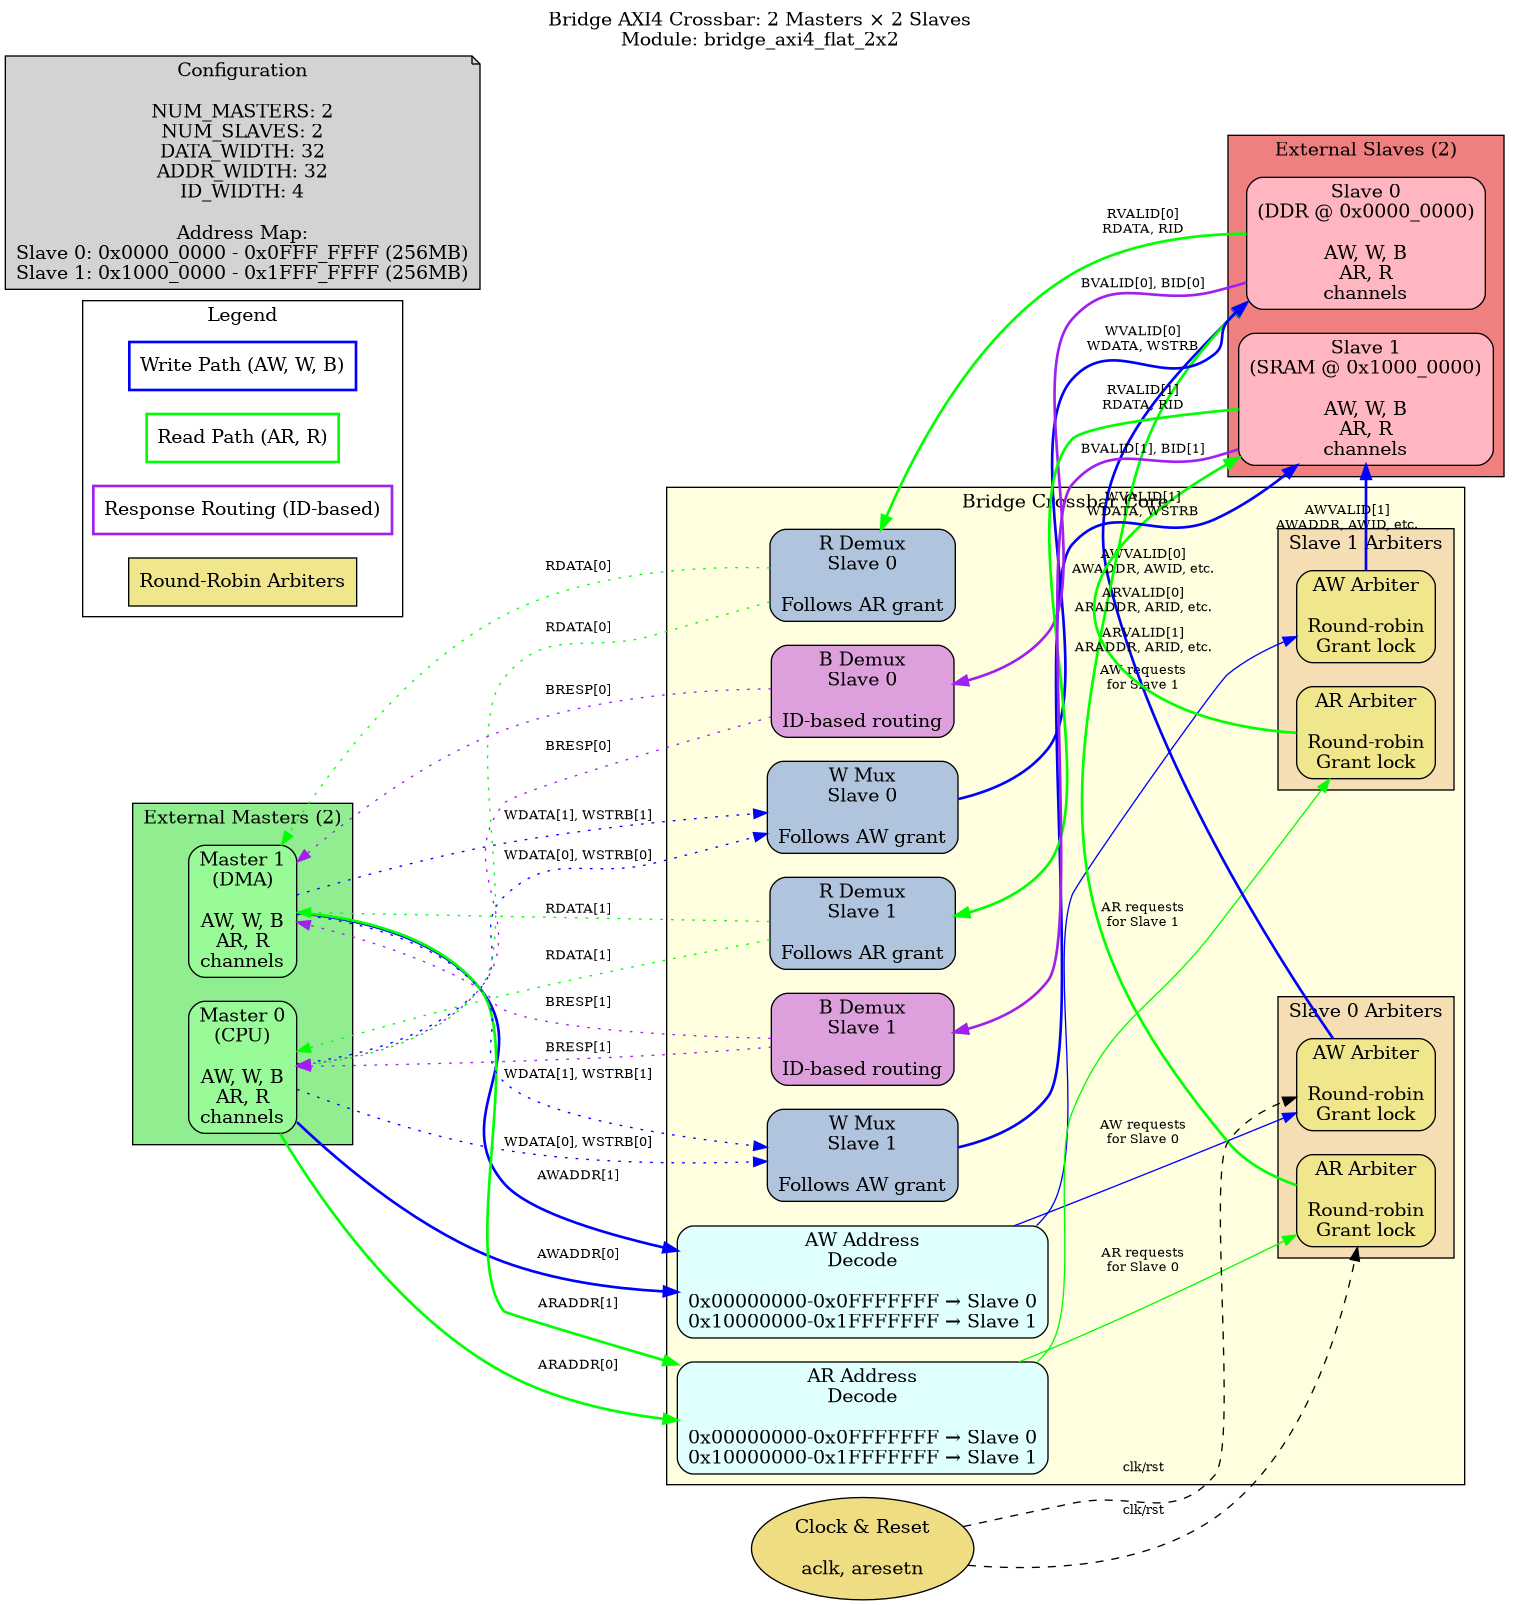 Bridge AXI4 Crossbar: 2 Masters × 2 Slaves
Module: bridge_axi4_flat_2x2
Configuration
NUM_MASTERS: 2
NUM_SLAVES: 2
DATA_WIDTH: 32
ADDR_WIDTH: 32
ID_WIDTH: 4
Address Map:
Slave 0: 0x0000_0000 - 0x0FFF_FFFF (256MB)
Slave 1: 0x1000_0000 - 0x1FFF_FFFF (256MB)
Legend
Write Path (AW, W, B)
Read Path (AR, R)
Response Routing (ID-based)
Round-Robin Arbiters
External Masters (2)
Master 1
(DMA)
AW, W, B
AR, R
channels
Master 0
(CPU)
AW, W, B
AR, R
channels
RDATA[0]
RDATA[0]
BRESP[0]
BRESP[0]
WDATA[1], WSTRB[1]
WDATA[0], WSTRB[0]
RDATA[1]
RDATA[1]
BRESP[1]
BRESP[1]
WDATA[1], WSTRB[1]
WDATA[0], WSTRB[0]
AWADDR[1]
AWADDR[0]
ARADDR[1]
ARADDR[0]
Bridge Crossbar Core
R Demux
Slave 0
Follows AR grant
B Demux
Slave 0
ID-based routing
W Mux
Slave 0
Follows AW grant
R Demux
Slave 1
Follows AR grant
B Demux
Slave 1
ID-based routing
W Mux
Slave 1
Follows AW grant
AW Address
Decode
0x00000000-0x0FFFFFFF → Slave 0
0x10000000-0x1FFFFFFF → Slave 1
AR Address
Decode
0x00000000-0x0FFFFFFF → Slave 0
0x10000000-0x1FFFFFFF → Slave 1
Clock & Reset
aclk, aresetn
RVALID[0]
RDATA, RID
BVALID[0], BID[0]
WVALID[0]
WDATA, WSTRB
RVALID[1]
RDATA, RID
BVALID[1], BID[1]
WVALID[1]
WDATA, WSTRB
AWVALID[0]
AWADDR, AWID, etc.
ARVALID[0]
ARADDR, ARID, etc.
ARVALID[1]
ARADDR, ARID, etc.
AW requests
for Slave 1
AR requests
for Slave 1
AW requests
for Slave 0
AR requests
for Slave 0
clk/rst
clk/rst
External Slaves (2)
Slave 0
(DDR @ 0x0000_0000)
AW, W, B
AR, R
channels
Slave 1
(SRAM @ 0x1000_0000)
AW, W, B
AR, R
channels
AWVALID[1]
AWADDR, AWID, etc.
Slave 1 Arbiters
AW Arbiter
Round-robin
Grant lock
AR Arbiter
Round-robin
Grant lock
Slave 0 Arbiters
AW Arbiter
Round-robin
Grant lock
AR Arbiter
Round-robin
Grant lock